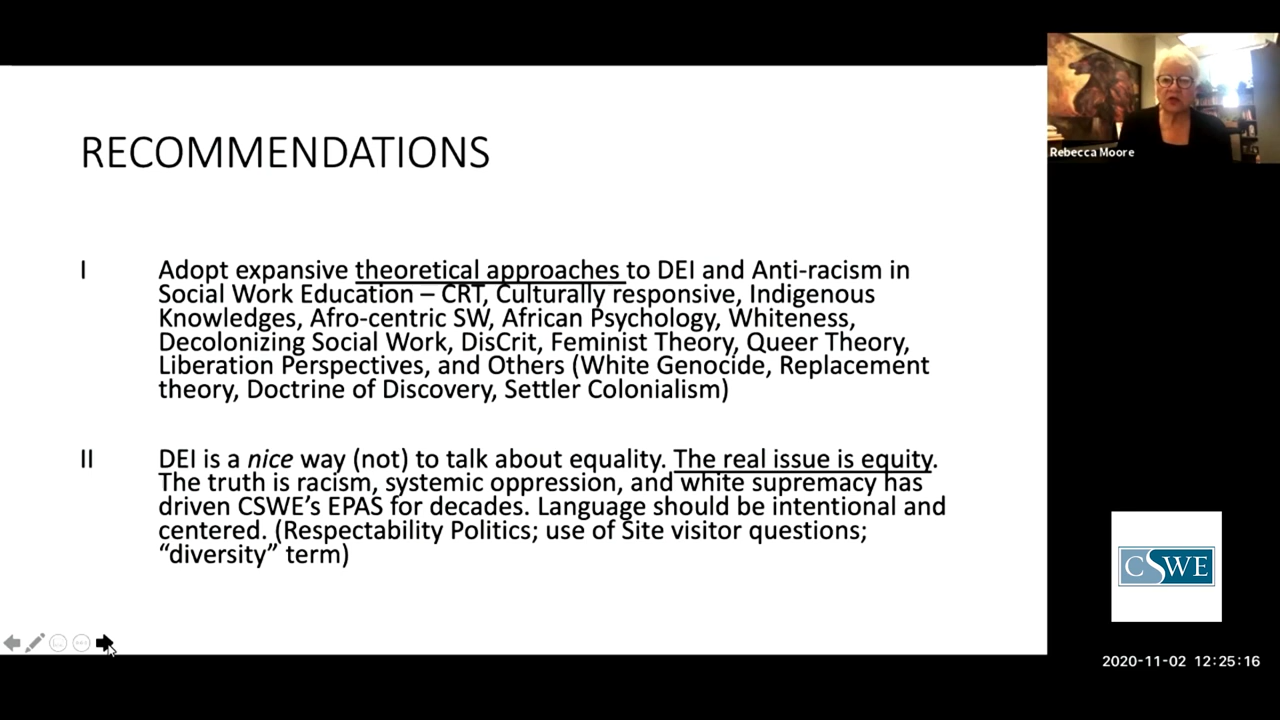 RECOMMENDATIONS
I Adopt expansive theoretical approaches to DEI and Anti-racism in
Social Work Education – CRT, Culturally responsive, Indigenous
Knowledges, Afro-centric SW, African Psychology, Whiteness,
Decolonizing Social Work, DisCrit, Feminist Theory, Queer Theory,
Liberation Perspectives, and Others (White Genocide, Replacement
theory, Doctrine of Discovery, Settler Colonialism)
II DEI is a nice way (not) to talk about equality. The real issue is equity.
The truth is racism, systemic oppression, and white supremacy has
driven CSWE’s EPAS for decades. Language should be intentional and
centered. (Respectability Politics; use of Site visitor questions;
“diversity” term)
Rebecca Moore
CSWE
2020-11-02 12:25:16